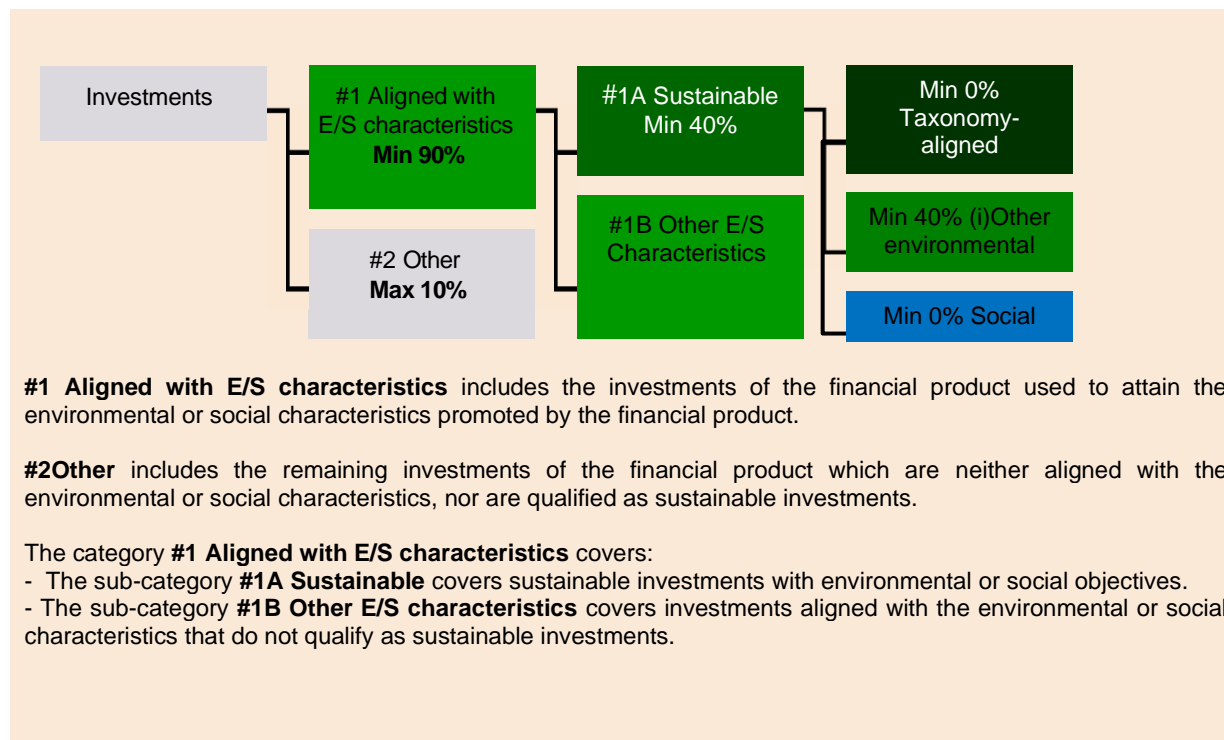 Investments
#1 Aligned with
E/S characteristics
Min 90%
#2 Other
Max 10%
#1A Sustainable
Min 40%
#1B Other E/S
Characteristics
Min 0%
Taxonomy-
aligned
Min 40% (i)Other
environmental
Min 0% Social
#1 Aligned with E/S characteristics includes the investments of the financial product used to attain the
environmental or social characteristics promoted by the financial product.
#2Other includes the remaining investments of the financial product which are neither aligned with the
environmental or social characteristics, nor are qualified as sustainable investments.
The category #1 Aligned with E/S characteristics covers:
- The sub-category #1A Sustainable covers sustainable investments with environmental or social objectives.
- The sub-category #1B Other E/S characteristics covers investments aligned with the environmental or social
characteristics that do not qualify as sustainable investments.